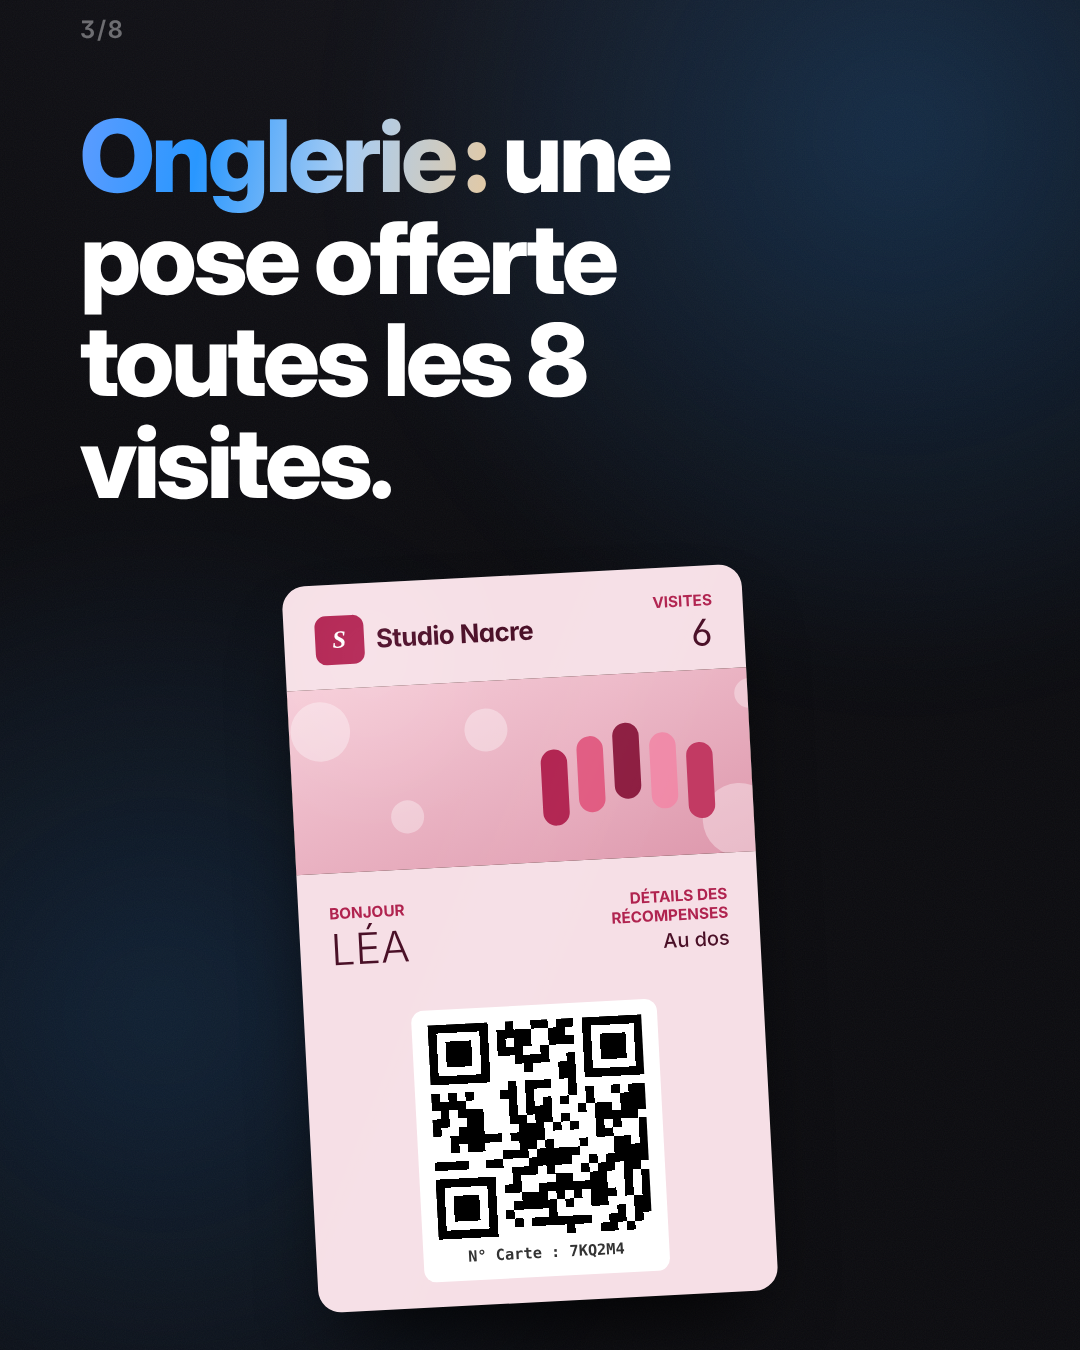 3/8
Onglerie : une
pose offerte
toutes les 8
visites.
S
Studio Nacre
VISITES
6
BONJOUR
LÉA
DÉTAILS DES
RÉCOMPENSES
Au dos
N° Carte : 7KQ2M4